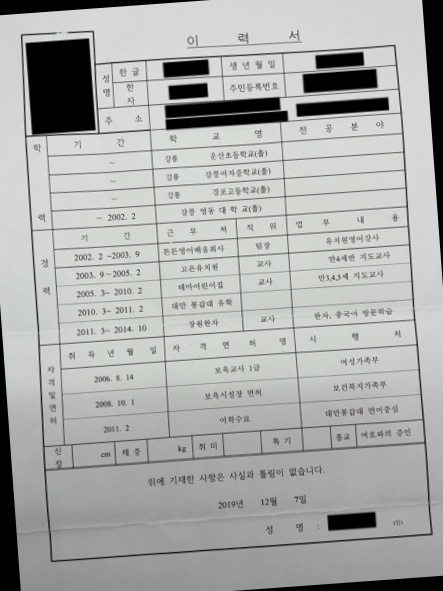 이 력 서
성명 한글 생년월일
한자 주민등록번호
주 소
학 력 기 간 학 교 명 전 공 분 야
~ 강릉 운산초등학교(졸)
~ 강릉 강릉여자중학교(졸)
~ 강릉 경포고등학교(졸)
~ 2002. 2 강릉 영동 대 학 교(졸)
경 력 기 간 근 무 처 직 위 업 무 내 용
2002. 2 ~2003. 9 튼튼영어배움회사 팀장 유치원영어강사
2003. 9~2005. 2 고은유치원 교사 만4세반 지도교사
2005. 3~ 2010. 2 테마어린이집 교사 만3,4,5세 지도교사
2010. 3~ 2011. 2 대만 봉갑대 유학
2011. 3~ 2014. 10 장원한자 교사 한자, 중국어 방문학습
자격및면허 취 득 년 월 일 자 격 면 허 명 시 행 처
2006. 8. 14 보육교사 1급 여성가족부
2008. 10. 1 보육시설장 면허 보건복지가족부
2011. 2 어학수료 대만봉갑대 언어중심
신장 cm 체중 kg 취미 특기 종교 여호와의 증인
위에 기재한 사항은 사실과 틀림이 없습니다.
2019년 12월 7일
성 명 : (인)